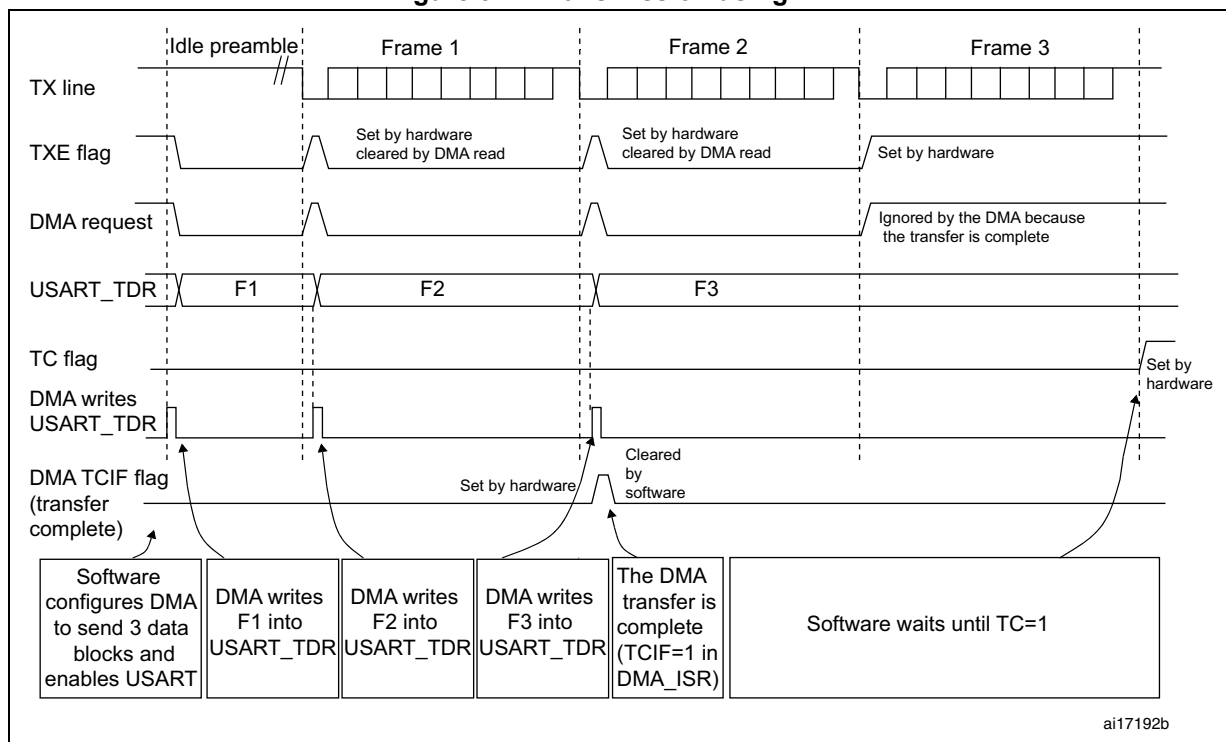 Idle preamble
Frame 1
Frame 2
Frame 3
TX line
TXE flag
Set by hardware
cleared by DMA read
Set by hardware
cleared by DMA read
Set by hardware
DMA request
Ignored by the DMA because
the transfer is complete
USART_TDR
F1
F2
F3
TC flag
Set by
hardware
DMA writes
USART_TDR
DMA TCIF flag
(transfer
complete)
Set by hardware
Cleared
by
software
Software
configures DMA
to send 3 data
blocks and
enables USART
DMA writes
F1 into
USART_TDR
DMA writes
F2 into
USART_TDR
DMA writes
F3 into
USART_TDR
The DMA
transfer is
complete
(TCIF=1 in
DMA_ISR)
Software waits until TC=1
ai17192b